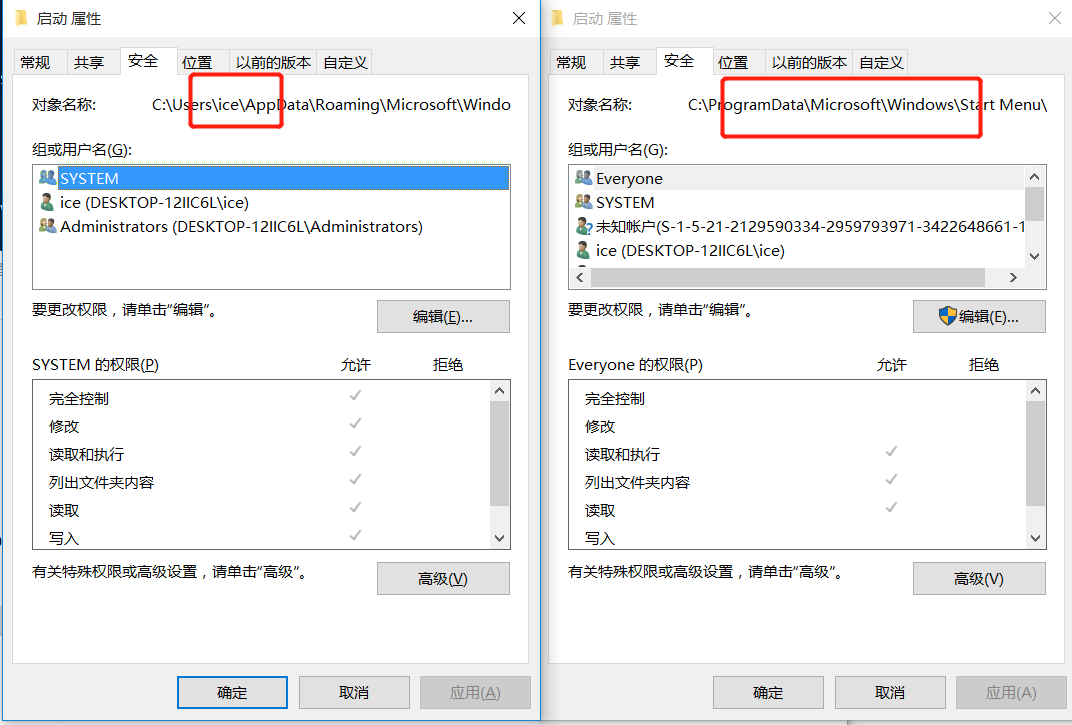 启动 属性
常规 共享 安全 位置 以前的版本 自定义
对象名称: C:\Users\ice\AppData\Roaming\Microsoft\Windo
组或用户名(G):
SYSTEM
ice (DESKTOP-12IIC6L\ice)
Administrators (DESKTOP-12IIC6L\Administrators)
要更改权限，请单击“编辑”。
编辑(E)...
SYSTEM 的权限(P) 允许 拒绝
完全控制
修改
读取和执行
列出文件夹内容
读取
写入
有关特殊权限或高级设置，请单击“高级”。
高级(V)
确定 取消 应用(A)
启动 属性
常规 共享 安全 位置 以前的版本 自定义
对象名称: C:\ProgramData\Microsoft\Windows\Start Menu\
组或用户名(G):
Everyone
SYSTEM
未知帐户(S-1-5-21-2129590334-2959793971-3422648661-1
ice (DESKTOP-12IIC6L\ice)
要更改权限，请单击“编辑”。
编辑(E)...
Everyone 的权限(P) 允许 拒绝
完全控制
修改
读取和执行
列出文件夹内容
读取
写入
有关特殊权限或高级设置，请单击“高级”。
高级(V)
确定 取消 应用(A)